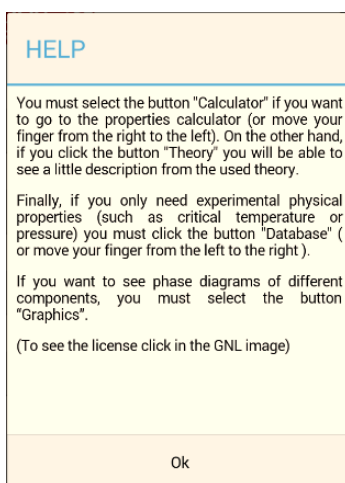 HELP
You must select the button "Calculator" if you want
to go to the properties calculator (or move your
finger from the right to the left). On the other hand,
if you click the button "Theory" you will be able to
see a little description from the used theory.
Finally, if you only need experimental physical
properties (such as critical temperature or
pressure) you must click the button "Database" (
or move your finger from the left to the right ).
If you want to see phase diagrams of different
components, you must select the button
“Graphics”.
(To see the license click in the GNL image)
Ok